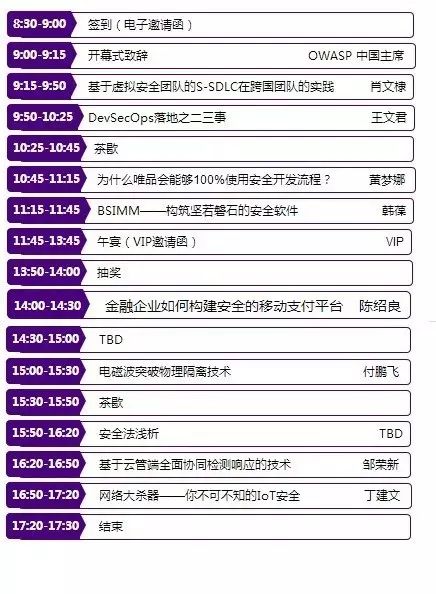 8:30-9:00 签到（电子邀请函）
9:00-9:15 开幕式致辞 OWASP 中国主席
9:15-9:50 基于虚拟安全团队的S-SDLC在跨国团队的实践 肖文棣
9:50-10:25 DevSecOps落地之二三事 王文君
10:25-10:45 茶歇
10:45-11:15 为什么唯品会能够100%使用安全开发流程？ 黄梦娜
11:15-11:45 BSIMM——构筑坚若磐石的安全软件 韩葆
11:45-13:45 午宴（VIP邀请函） VIP
13:50-14:00 抽奖
14:00-14:30 金融企业如何构建安全的移动支付平台 陈绍良
14:30-15:00 TBD
15:00-15:30 电磁波突破物理隔离技术 付鹏飞
15:30-15:50 茶歇
15:50-16:20 安全法浅析 TBD
16:20-16:50 基于云管端全面协同检测响应的技术 邹荣新
16:50-17:20 网络大杀器——你不可不知的IoT安全 丁建文
17:20-17:30 结束